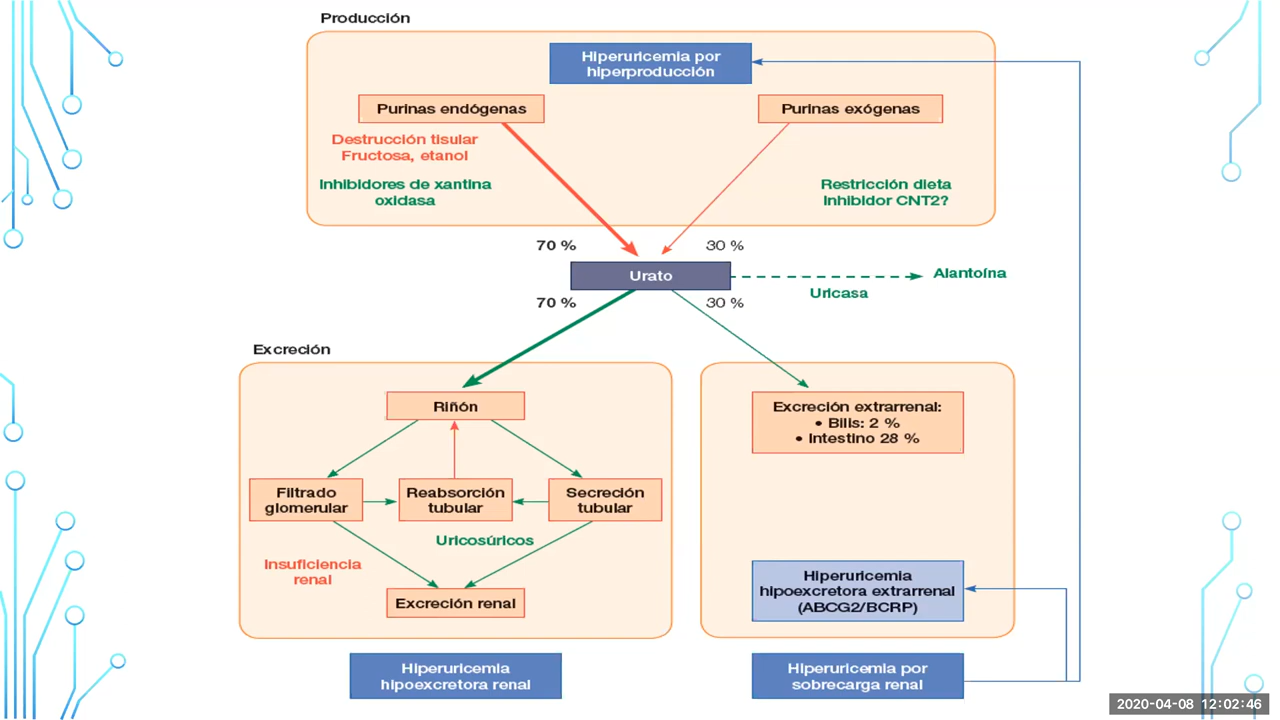 Producción
Hiperuricemia por
hiperproducción
Purinas endógenas
Purinas exógenas
Destrucción tisular
Fructosa, etanol
Inhibidores de xantina
oxidasa
Restricción dieta
Inhibidor CNT2?
70 %
30 %
Urato
Alantoína
Uricasa
70 %
30 %
Excreción
Riñón
Excreción extrarrenal:
• Bilis: 2 %
• Intestino 28 %
Filtrado
glomerular
Reabsorción
tubular
Secreción
tubular
Uricosúricos
Insuficiencia
renal
Excreción renal
Hiperuricemia
hipoexcretora extrarrenal
(ABCG2/BCRP)
Hiperuricemia
hipoexcretora renal
Hiperuricemia por
sobrecarga renal
2020-04-08 12:02:46